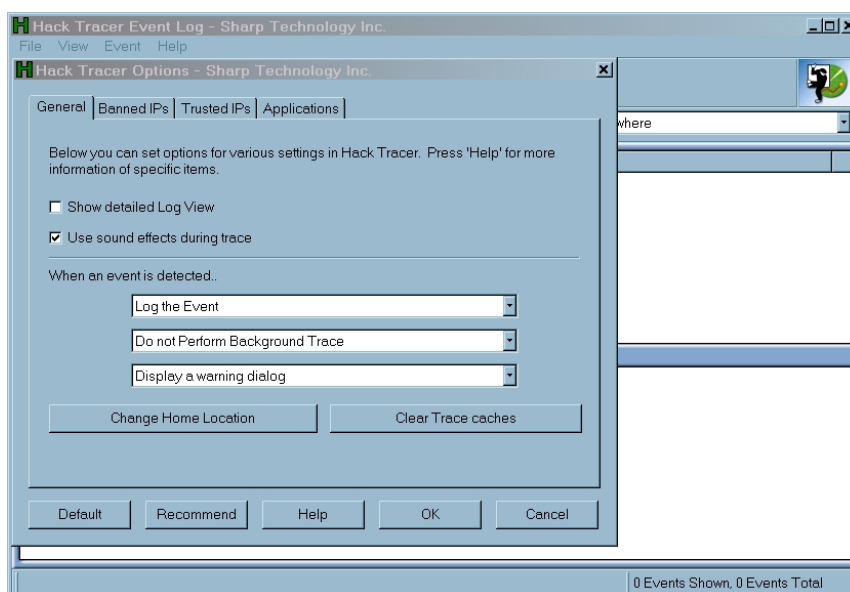 Hack Tracer Event Log - Sharp Technology Inc.
File View Event Help
Hack Tracer Options - Sharp Technology Inc.
General Banned IPs Trusted IPs Applications
where
Below you can set options for various settings in Hack Tracer. Press 'Help' for more
information of specific items.
Show detailed Log View
Use sound effects during trace
When an event is detected..
Log the Event
Do not Perform Background Trace
Display a warning dialog
Change Home Location Clear Trace caches
Default Recommend Help OK Cancel
0 Events Shown, 0 Events Total